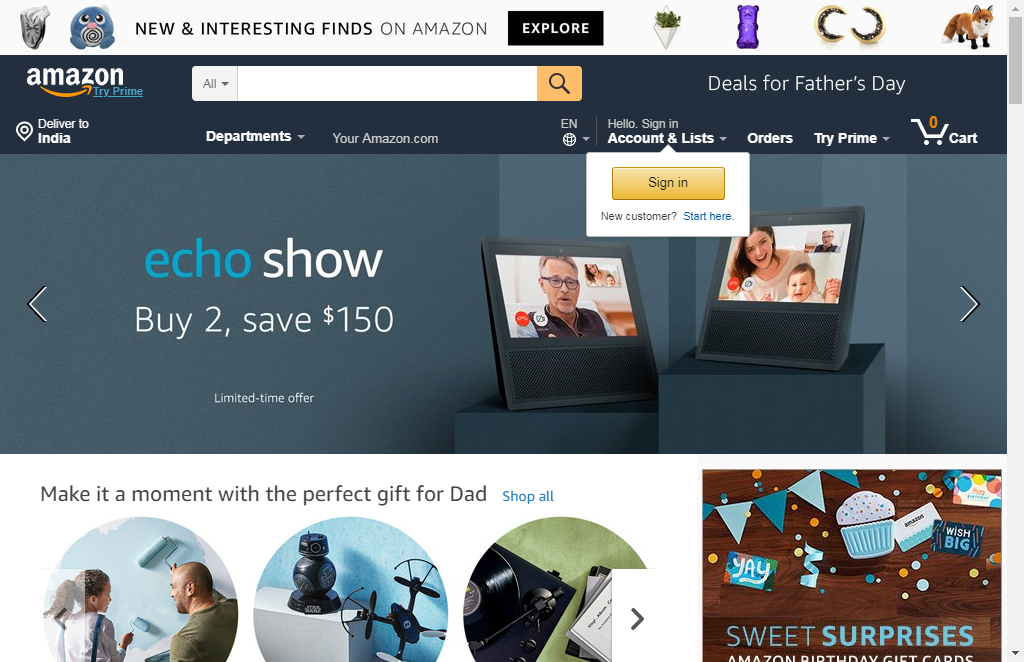 NEW & INTERESTING FINDS ON AMAZON EXPLORE
amazon
Try Prime
All
Deals for Father's Day
Deliver to
India
Departments
Your Amazon.com
EN
Hello. Sign in
Account & Lists
Orders
Try Prime
0
Cart
Sign in
New customer? Start here.
echo show
Buy 2, save $150
Limited-time offer
Make it a moment with the perfect gift for Dad Shop all
STAR WARS
amazon
WISH BIG
YAY
SWEET SURPRISES
AMAZON BIRTHDAY GIFT CARDS